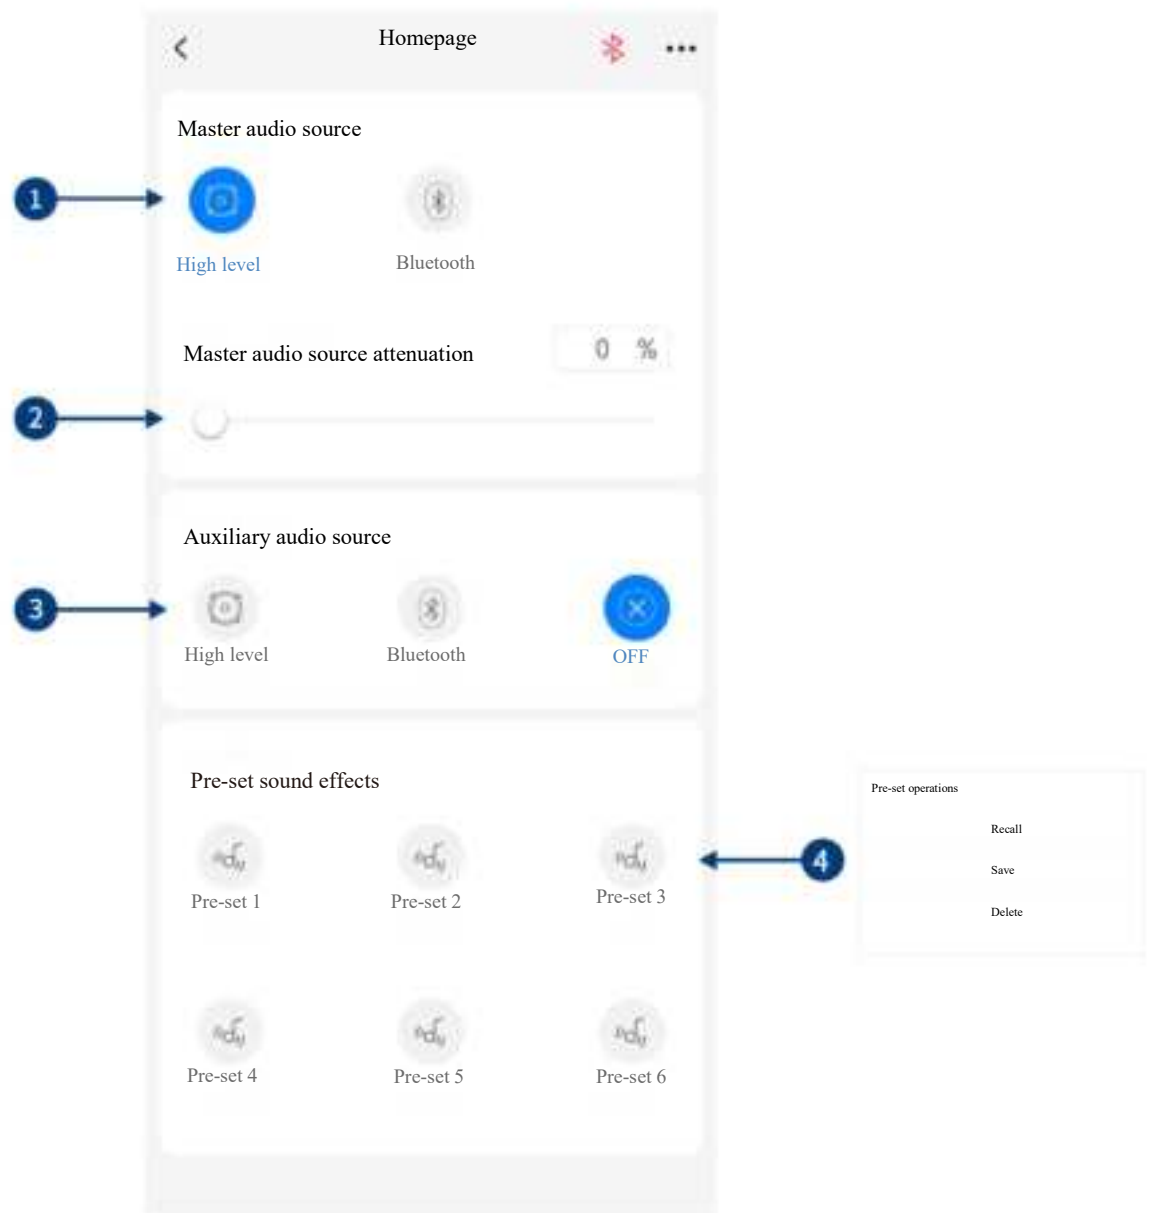 Homepage
Master audio source
1
High level
Bluetooth
Master audio source attenuation
0 %
2
Auxiliary audio source
3
High level
Bluetooth
OFF
Pre-set sound effects
Pre-set 1
Pre-set 2
Pre-set 3
4
Pre-set operations
Recall
Save
Delete
Pre-set 4
Pre-set 5
Pre-set 6